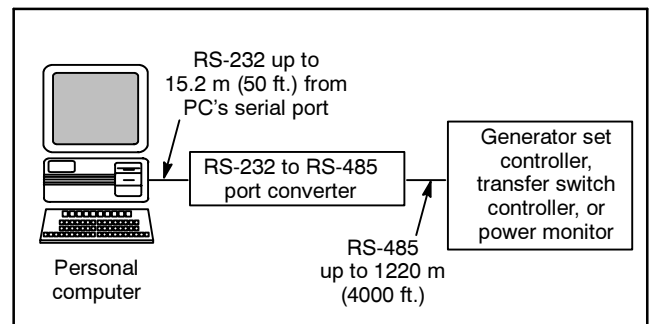 RS-232 up to
15.2 m (50 ft.) from
PC's serial port
RS-232 to RS-485
port converter
Generator set
controller,
transfer switch
controller, or
power monitor
RS-485
up to 1220 m
(4000 ft.)
Personal
computer